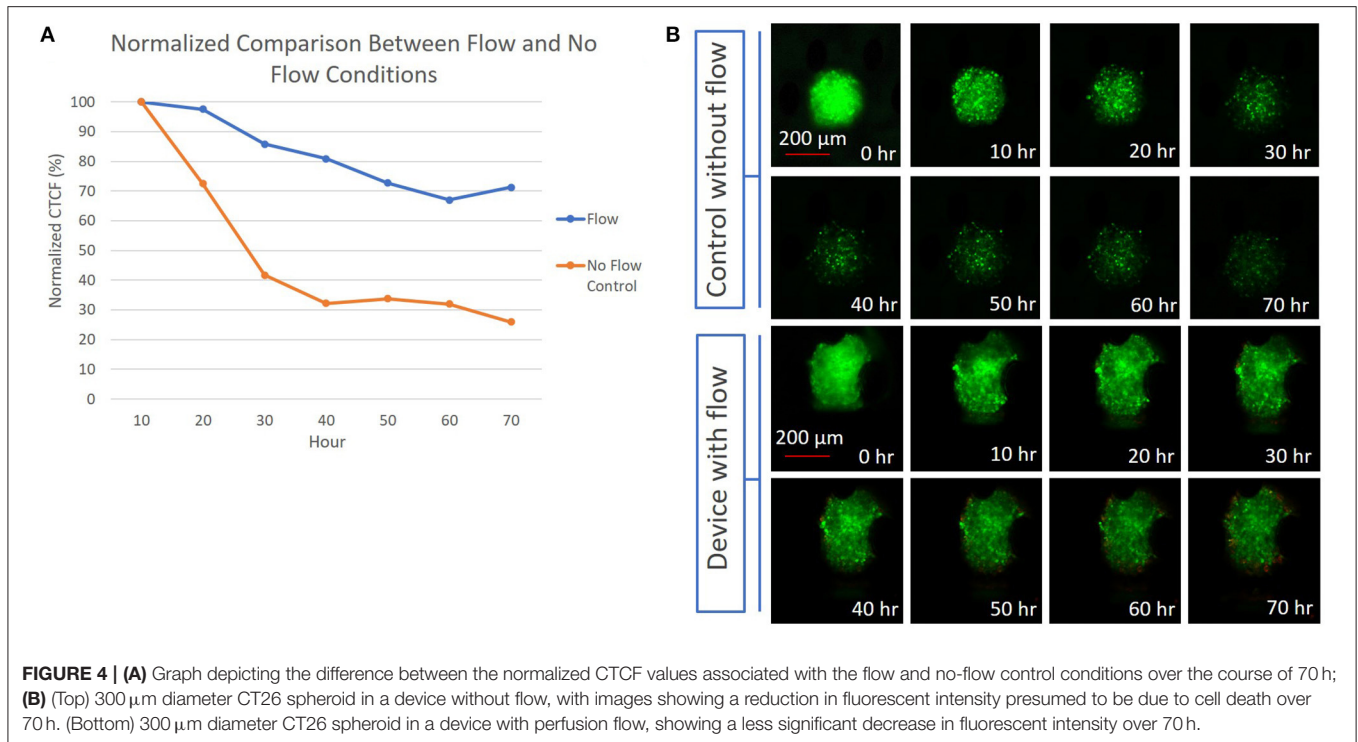 A
Normalized Comparison Between Flow and No
Flow Conditions
Normalized CTCF (%)
100
90
80
70
60
50
40
30
20
10
0
10 20 30 40 50 60 70
Hour
Flow
No Flow
Control
B
Control without flow
200 µm
0 hr
10 hr
20 hr
30 hr
40 hr
50 hr
60 hr
70 hr
Device with flow
200 µm
0 hr
10 hr
20 hr
30 hr
40 hr
50 hr
60 hr
70 hr
FIGURE 4 | (A) Graph depicting the difference between the normalized CTCF values associated with the flow and no-flow control conditions over the course of 70 h;
(B) (Top) 300 µm diameter CT26 spheroid in a device without flow, with images showing a reduction in fluorescent intensity presumed to be due to cell death over
70 h. (Bottom) 300 µm diameter CT26 spheroid in a device with perfusion flow, showing a less significant decrease in fluorescent intensity over 70 h.